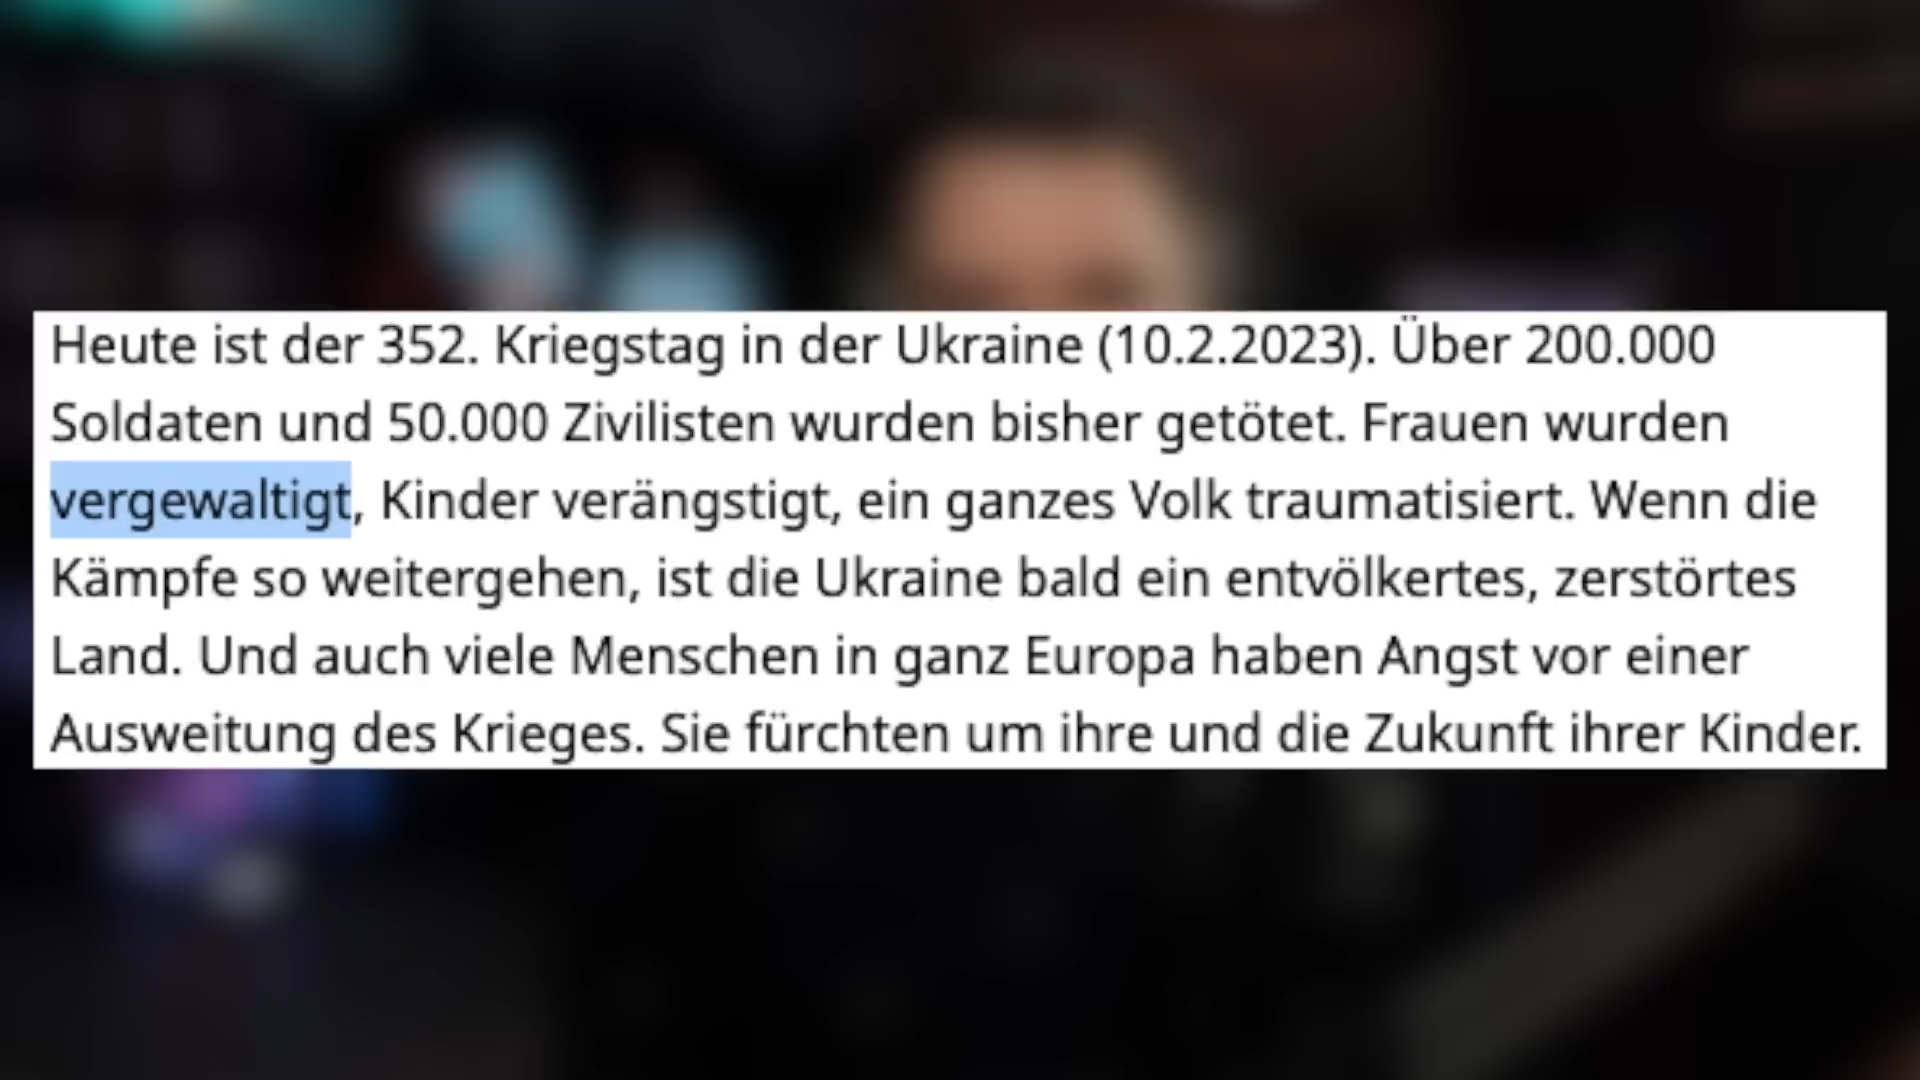 Heute ist der 352. Kriegstag in der Ukraine (10.2.2023). Über 200.000
Soldaten und 50.000 Zivilisten wurden bisher getötet. Frauen wurden
vergewaltigt, Kinder verängstigt, ein ganzes Volk traumatisiert. Wenn die
Kämpfe so weitergehen, ist die Ukraine bald ein entvölkertes, zerstörtes
Land. Und auch viele Menschen in ganz Europa haben Angst vor einer
Ausweitung des Krieges. Sie fürchten um ihre und die Zukunft ihrer Kinder.